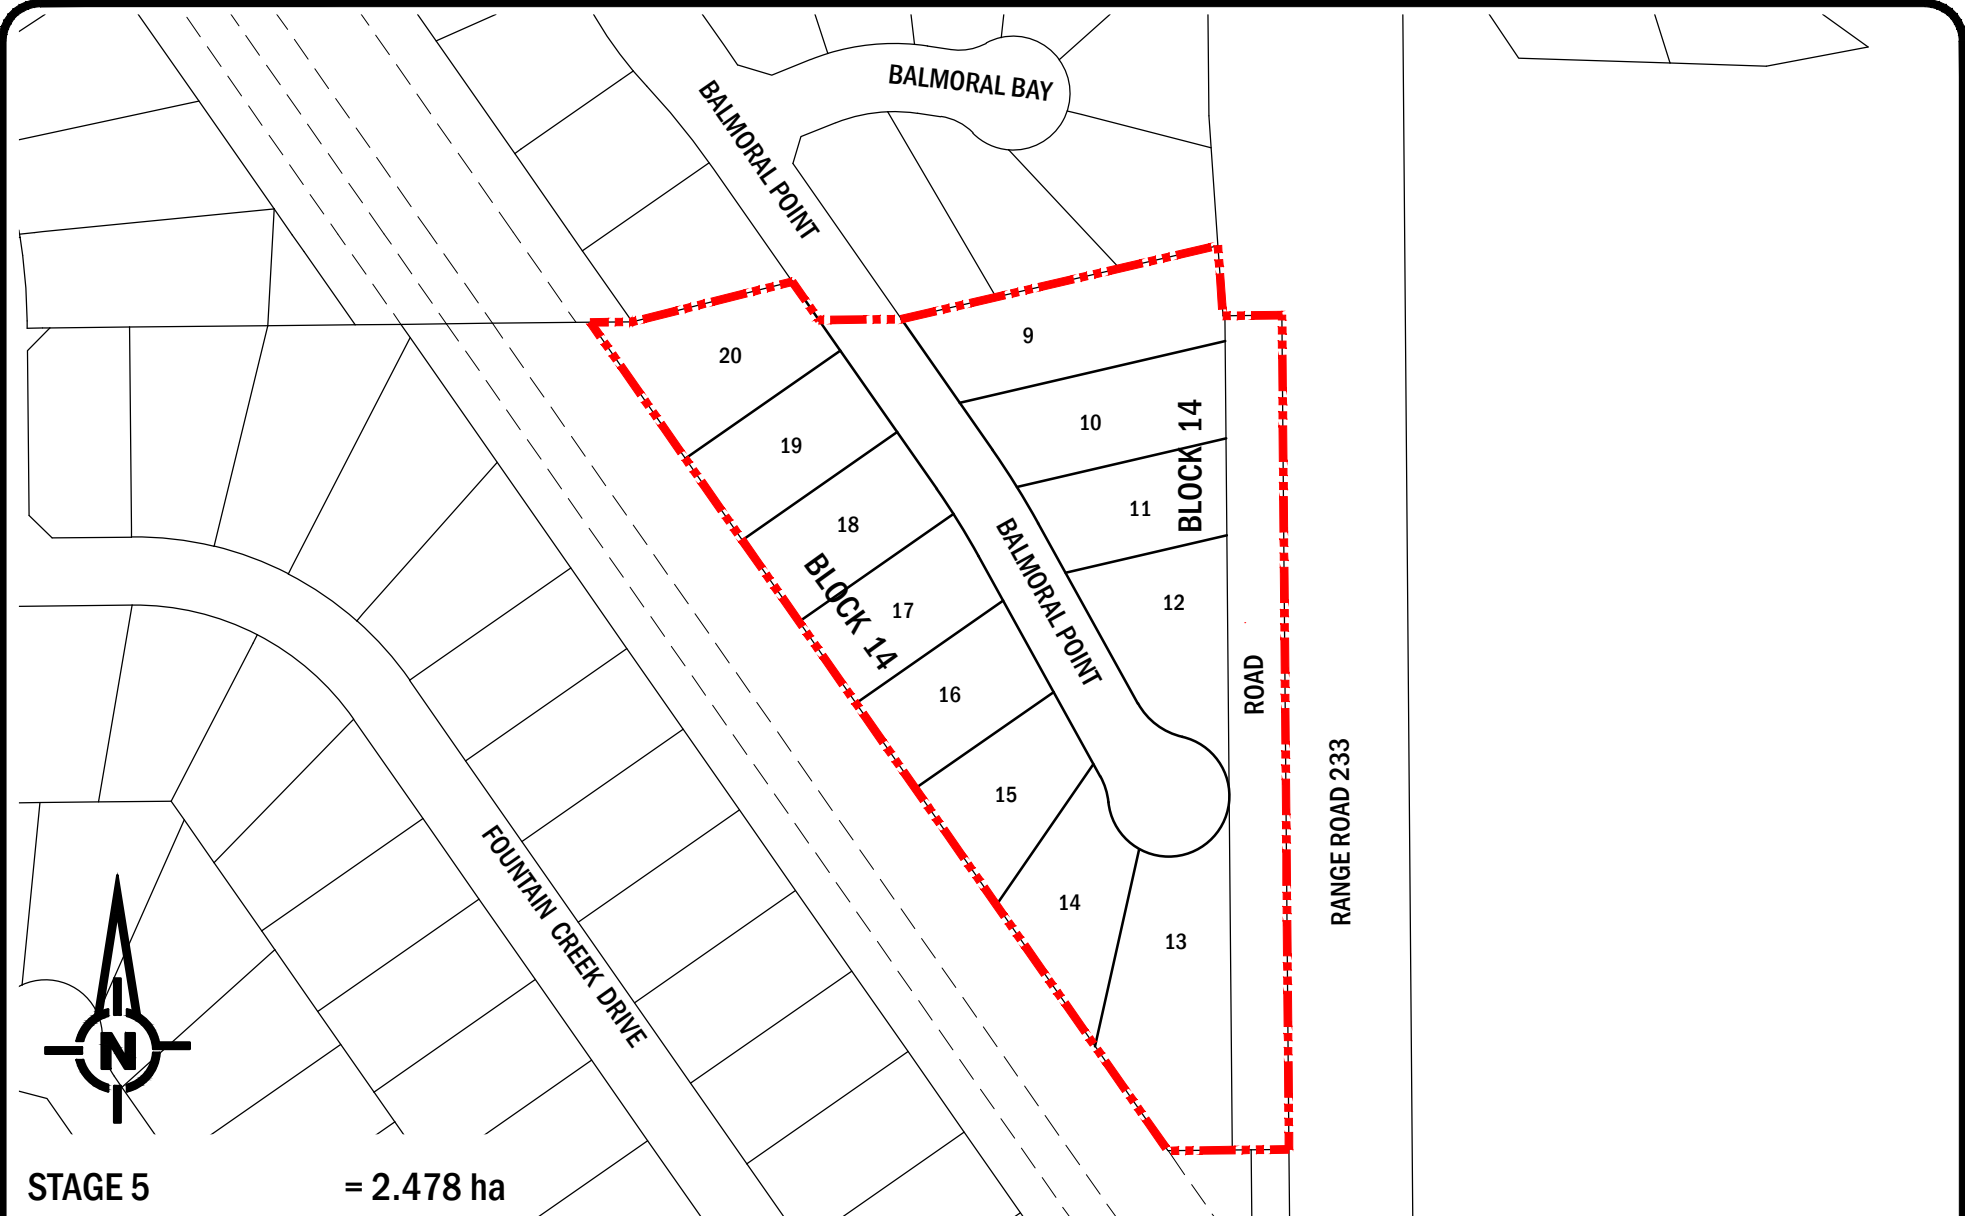 BALMORAL BAY
BALMORAL POINT
9
20
10
BLOCK 14
19
11
18
BALMORAL POINT
BLOCK 14
17
12
16
ROAD
15
RANGE ROAD 233
14
13
FOUNTAIN CREEK DRIVE
N
STAGE 5 = 2.478 ha